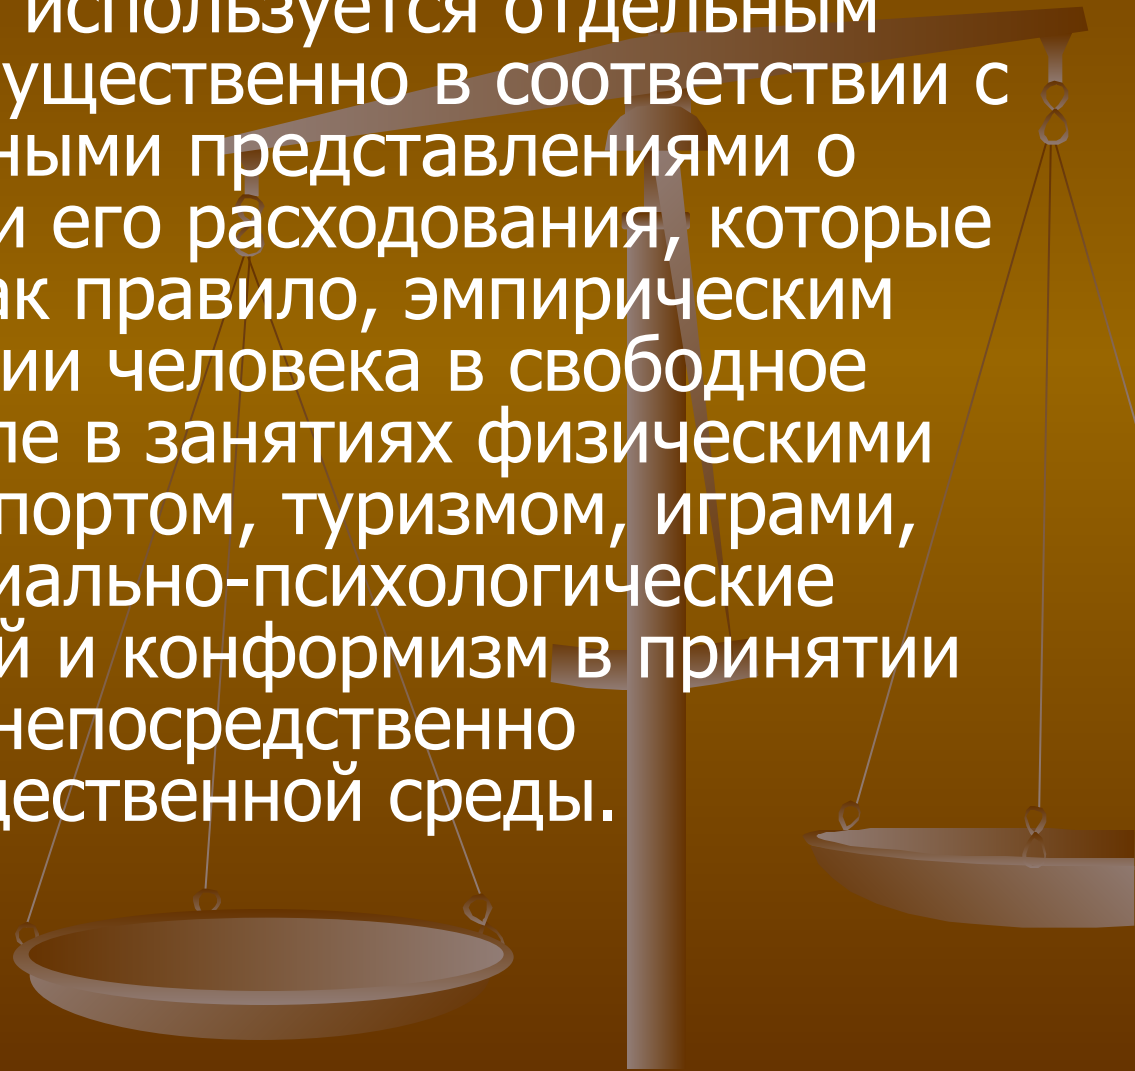 используется отдельным
ущественно в соответствии с
ными представлениями о
и его расходования, которые
ак правило, эмпирическим
ии человека в свободное
ле в занятиях физическими
портом, туризмом, играми,
иально-психологические
й и конформизм в принятии
непосредственно
щественной среды.